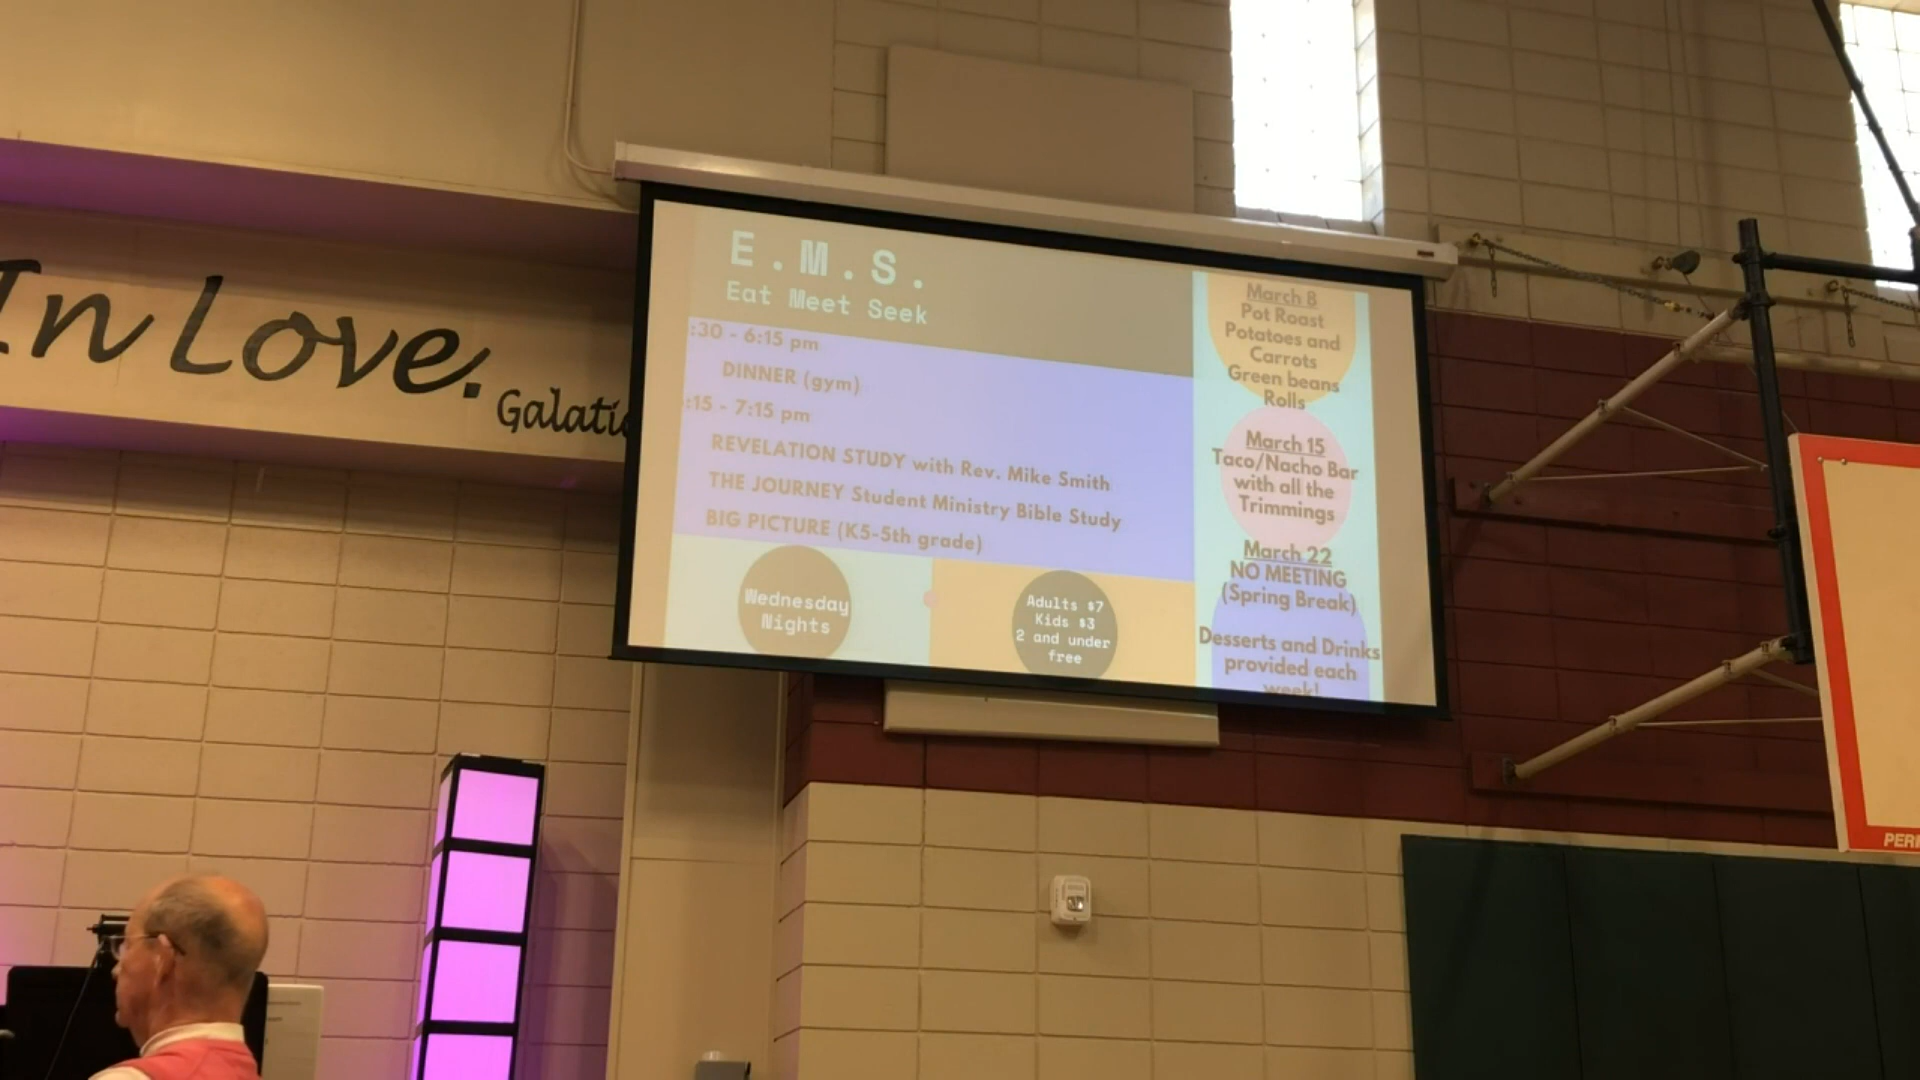 In Love.
E.M.S.
Eat Meet Seek
:30 - 6:15 pm
DINNER (gym)
:15 - 7:15 pm
REVELATION STUDY with Rev. Mike Smith
THE JOURNEY Student Ministry Bible Study
BIG PICTURE (K5-5th grade)
Wednesday
Nights
Adults $7
Kids $3
2 and under
free
March 8
Pot Roast
Potatoes and
Carrots
Green beans
Rolls
March 15
Taco/Nacho Bar
with all the
Trimmings
March 22
NO MEETING
(Spring Break)
Desserts and Drinks
provided each
week!